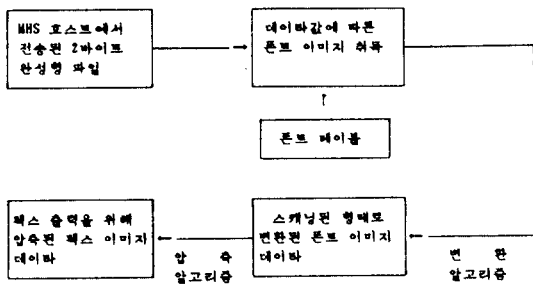 MHS 호스트에서
전송된 2바이트
완성형 파일
데이타값에 따른
폰트 이미지 취득
폰트 테이블
팩스 출력을 위해
압축된 팩스 이미지
데이타
압 축
알고리즘
스캐닝된 형태로
변환된 폰트 이미지
데이타
변 환
알고리즘